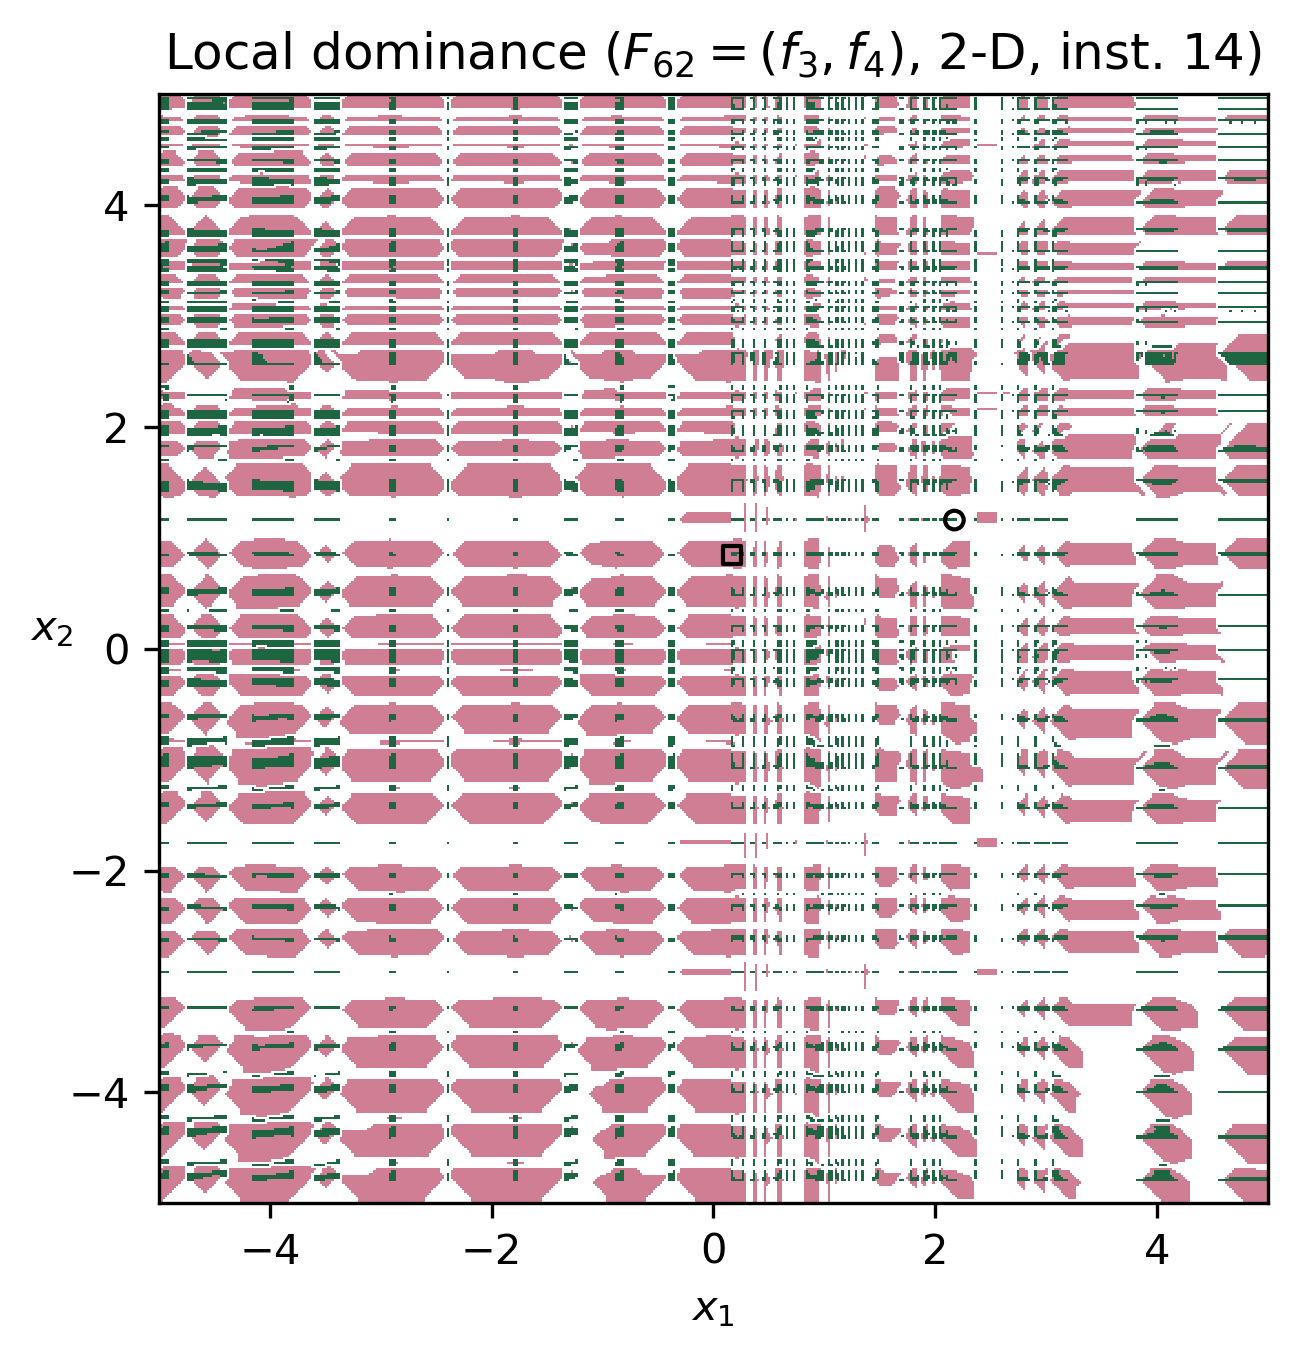 Local dominance (F₆₂ = (f₃, f₄), 2-D, inst. 14)
4
2
x₂ 0
−2
−4
−4 −2 0 2 4
x₁